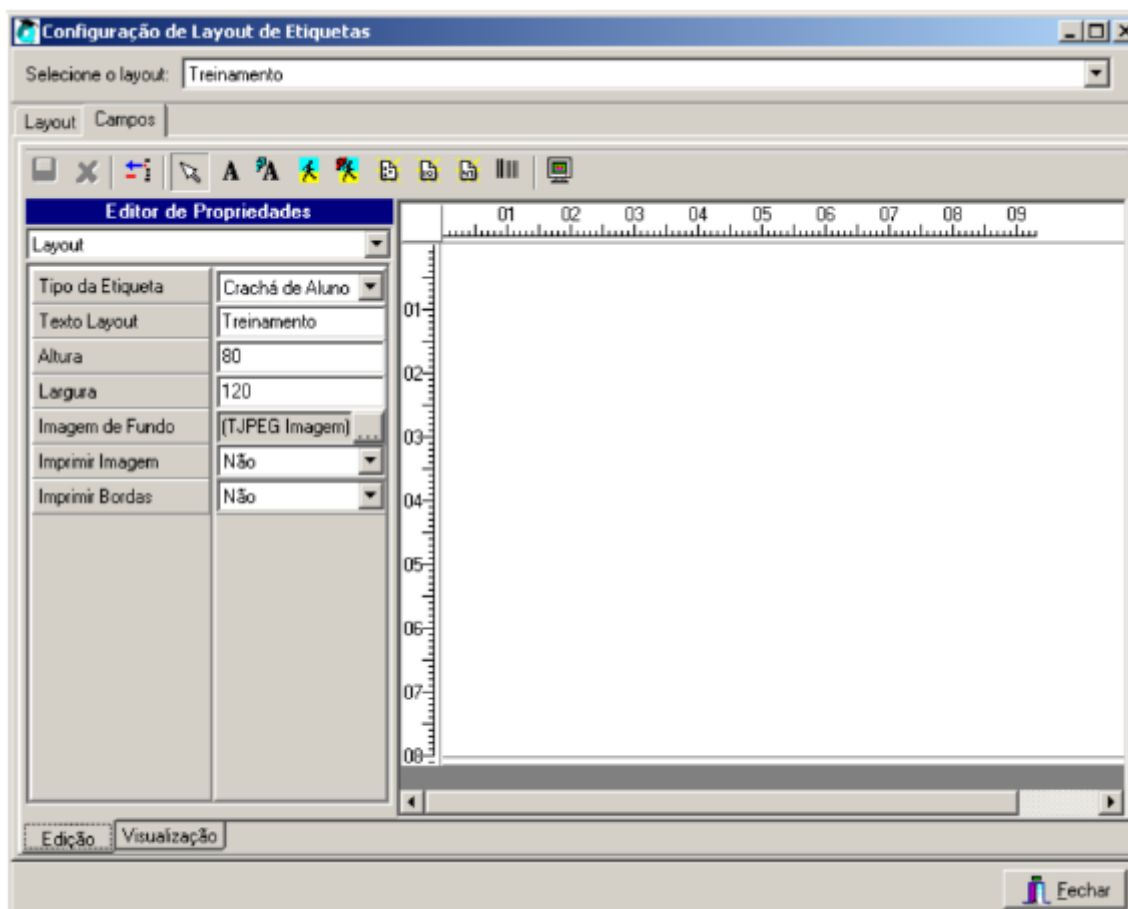 Configuração de Layout de Etiquetas
Selecione o layout: Treinamento
Layout Campos
A A
Editor de Propriedades
Layout
Tipo da Etiqueta Crachá de Aluno
Texto Layout Treinamento
Altura 80
Largura 120
Imagem de Fundo (TJPEG Imagem) ...
Imprimir Imagem Não
Imprimir Bordas Não
01 02 03 04 05 06 07 08 09
01
02
03
04
05
06
07
08
Edição Visualização
Fechar